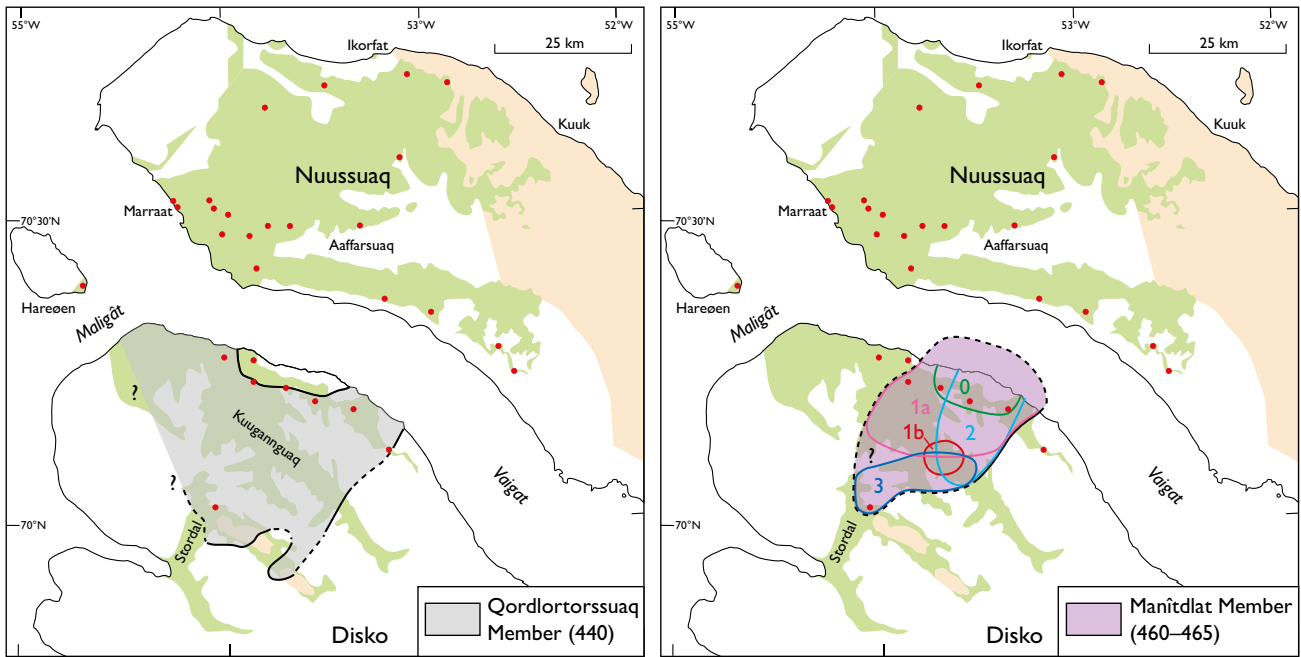 55°W
53°W
52°W
Ikorfat
25 km
Kuuk
Nuussuaq
Marraat
70°30'N
Aaffarsuaq
Hareøen
Maligât
?
Kuugannguaq
?
Vaigat
70°N
Stordal
Disko
Qordlortorssuaq
Member (440)
55°W
53°W
52°W
Ikorfat
25 km
Kuuk
Nuussuaq
Marraat
70°30'N
Aaffarsuaq
Hareøen
Maligât
0
1a
2
1b
?
3
Vaigat
70°N
Stordal
Disko
Manîtdlat Member
(460–465)